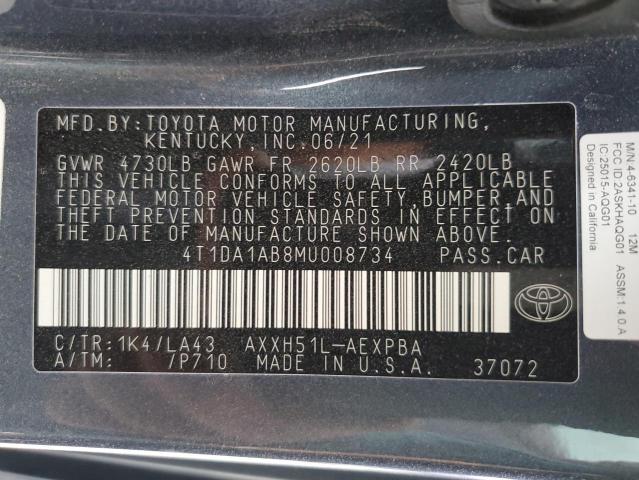 MFD.BY:TOYOTA MOTOR MANUFACTURING,
KENTUCKY,INC.06/21
GVWR 4730LB GAWR FR 2620LB RR 2420LB
THIS VEHICLE CONFORMS TO ALL APPLICABLE
FEDERAL MOTOR VEHICLE SAFETY,BUMPER,AND
THEFT PREVENTION STANDARDS IN EFFECT ON
THE DATE OF MANUFACTURE SHOWN ABOVE.
4T1DA1AB8MU008734 PASS.CAR
C/TR:1K4/LA43 AXXH51L-AEXPBA
A/TM: 7P710 MADE IN U.S.A. 37072
M/N 4-6341-10 12M
FCC ID 2ASKHAQG01 ASSM:1.4.0.A
IC:25015-AQG01
Designed in California